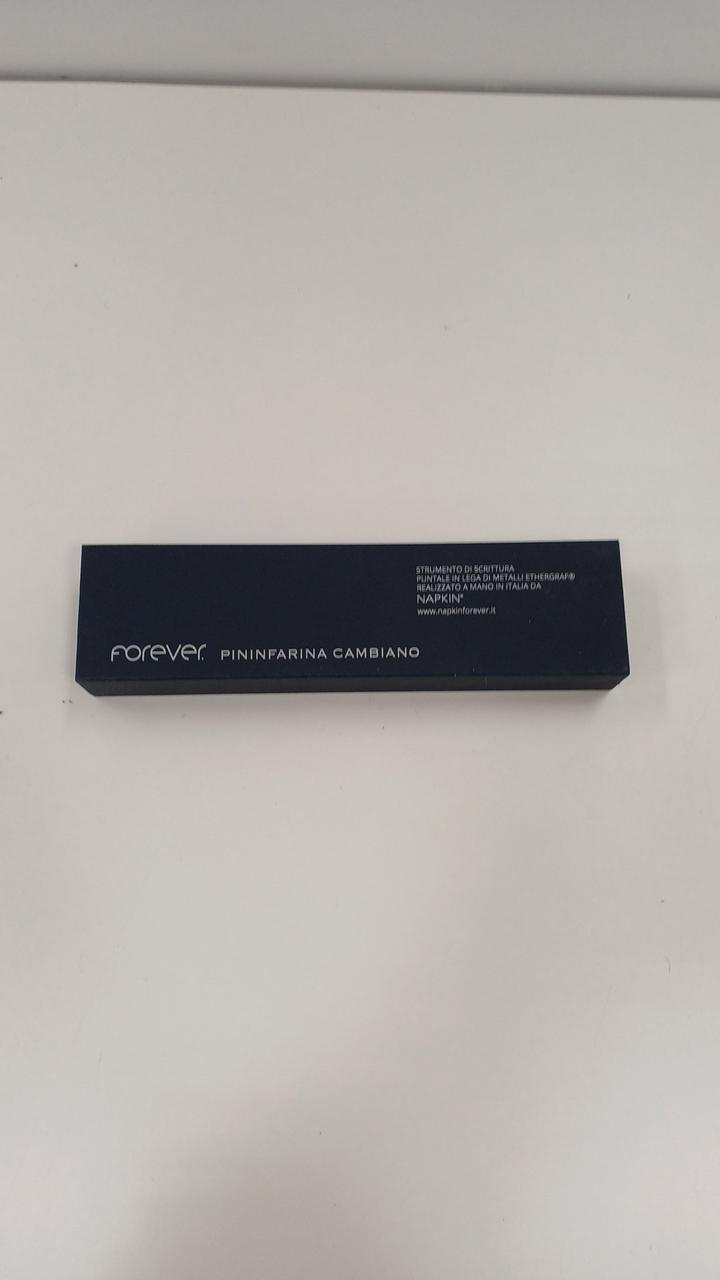 STRUMENTO DI SCRITTURA
PUNTALE IN LEGA DI METALLI ETHERGRAF®
REALIZZATO A MANO IN ITALIA DA
NAPKIN®
www.napkinforever.it
Forever. PININFARINA CAMBIANO